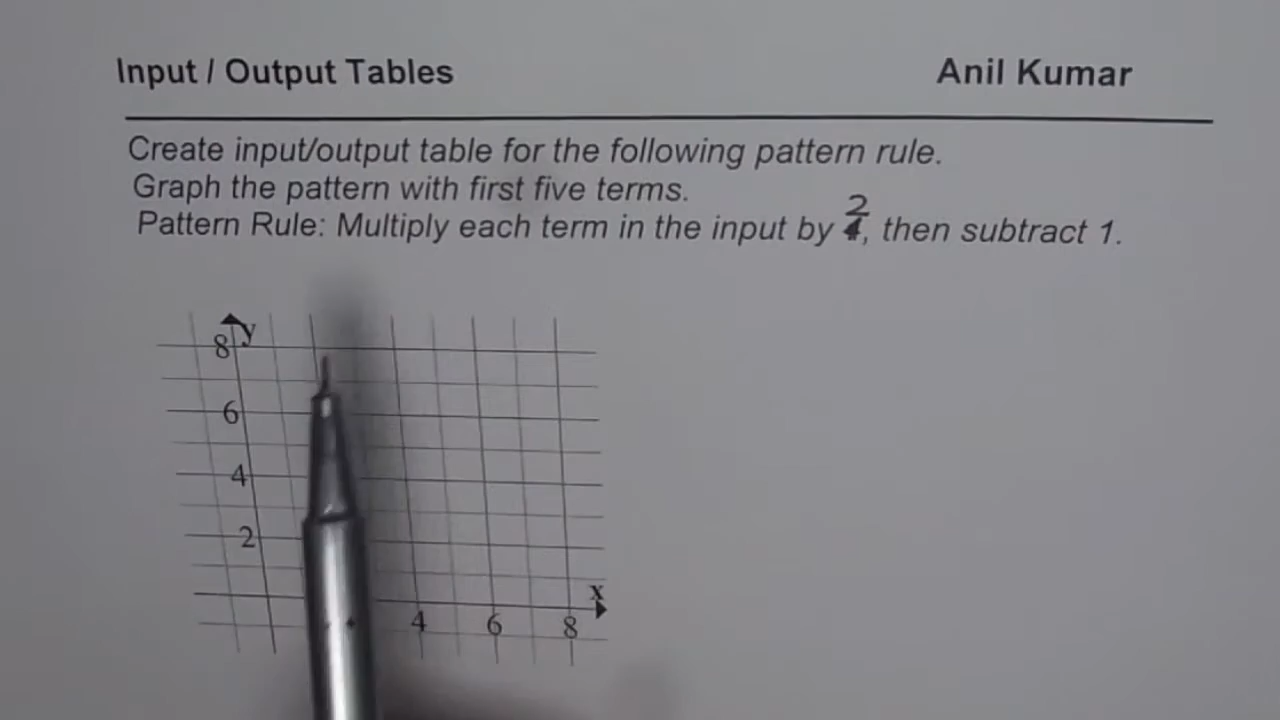 Input / Output Tables Anil Kumar
Create input/output table for the following pattern rule.
Graph the pattern with first five terms.
Pattern Rule: Multiply each term in the input by 2, then subtract 1.
y
8
6
4
2
x
4 6 8